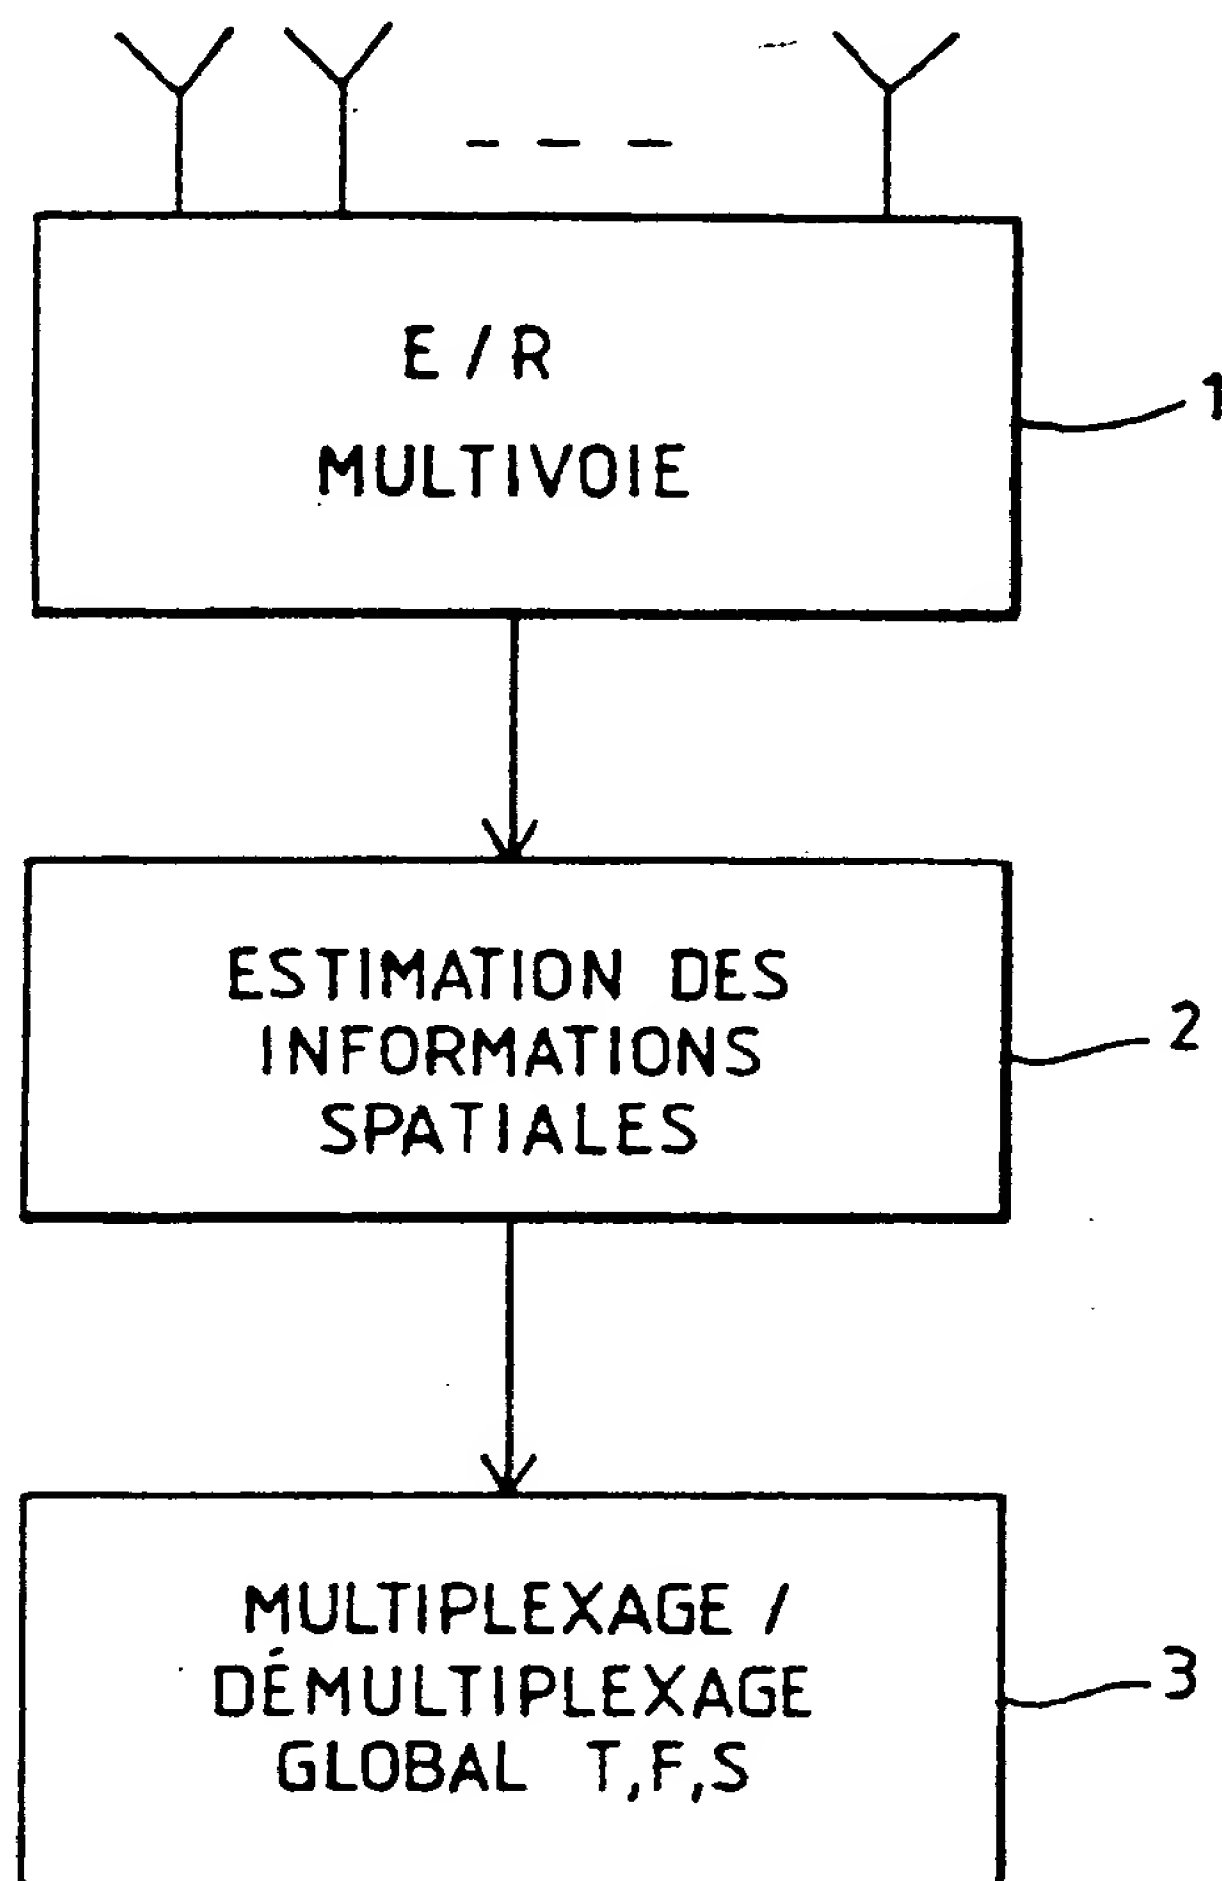 E / R
MULTIVOIE
1
ESTIMATION DES
INFORMATIONS
SPATIALES
2
MULTIPLEXAGE /
DÉMULTIPLEXAGE
GLOBAL T,F,S
3